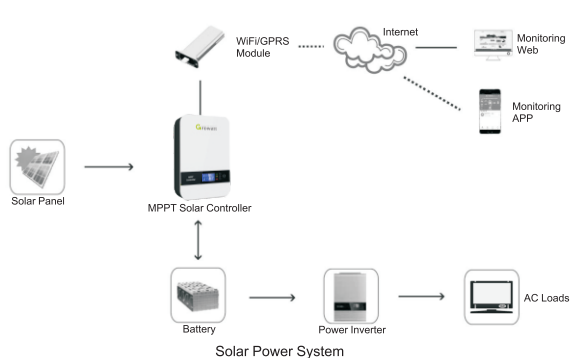 WiFi/GPRS
Module
Internet
Monitoring
Web
Monitoring
APP
Growatt
Solar Panel
MPPT Solar Controller
Battery
Power Inverter
AC Loads
Solar Power System